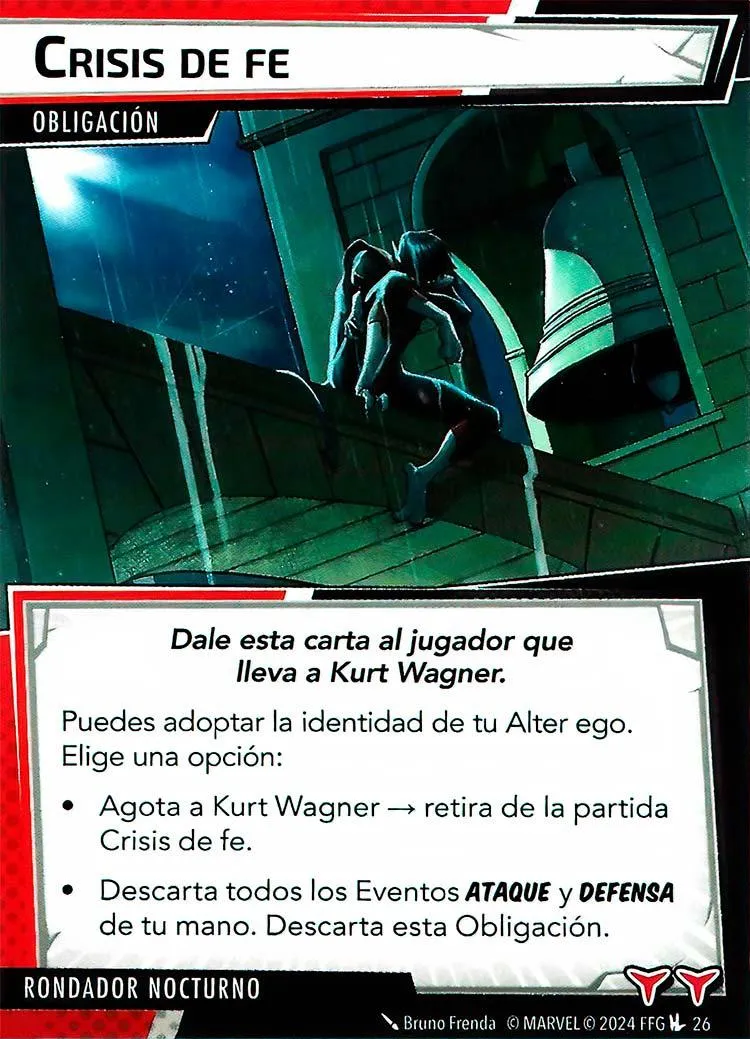 CRISIS DE FE
OBLIGACIÓN
Dale esta carta al jugador que
lleva a Kurt Wagner.
Puedes adoptar la identidad de tu Alter ego.
Elige una opción:
• Agota a Kurt Wagner → retira de la partida
Crisis de fe.
• Descarta todos los Eventos ATAQUE y DEFENSA
de tu mano. Descarta esta Obligación.
RONDADOR NOCTURNO
Bruno Frenda © MARVEL © 2024 FFG 26